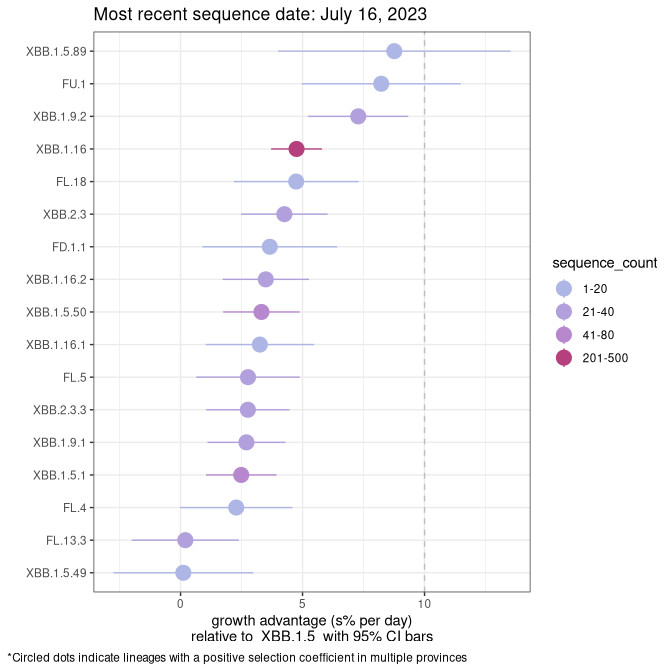 Most recent sequence date: July 16, 2023
XBB.1.5.89
FU.1
XBB.1.9.2
XBB.1.16
FL.18
XBB.2.3
FD.1.1
XBB.1.16.2
XBB.1.5.50
XBB.1.16.1
FL.5
XBB.2.3.3
XBB.1.9.1
XBB.1.5.1
FL.4
FL.13.3
XBB.1.5.49
0 5 10
growth advantage (s% per day)
relative to XBB.1.5 with 95% CI bars
sequence_count
1-20
21-40
41-80
201-500
*Circled dots indicate lineages with a positive selection coefficient in multiple provinces